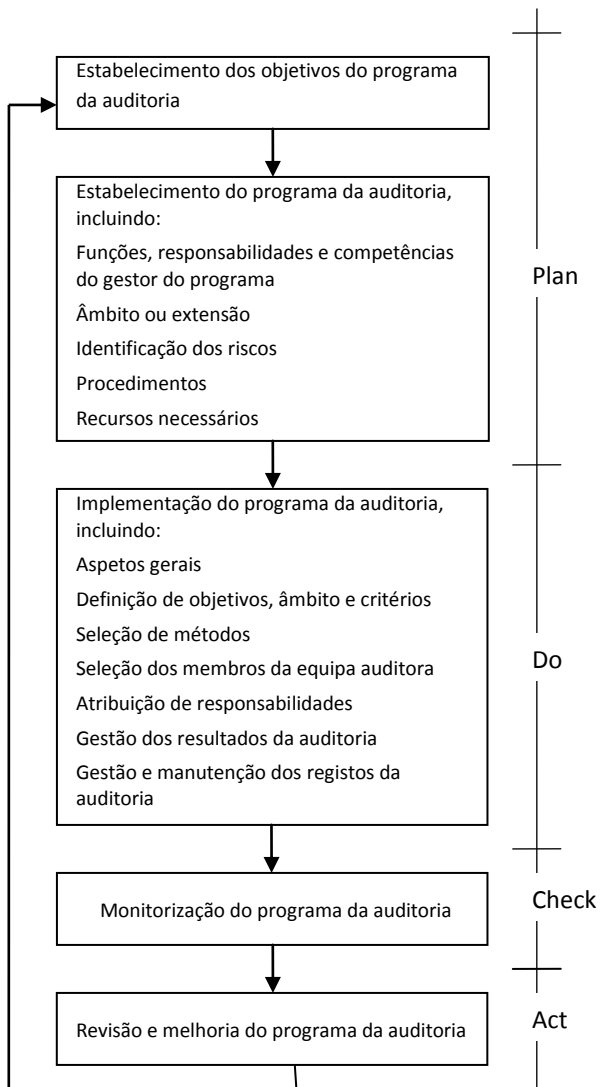 Estabelecimento dos objetivos do programa
da auditoria
Estabelecimento do programa da auditoria,
incluindo:
Funções, responsabilidades e competências
do gestor do programa
Âmbito ou extensão
Identificação dos riscos
Procedimentos
Recursos necessários
Plan
Implementação do programa da auditoria,
incluindo:
Aspetos gerais
Definição de objetivos, âmbito e critérios
Seleção de métodos
Seleção dos membros da equipa auditora
Atribuição de responsabilidades
Gestão dos resultados da auditoria
Gestão e manutenção dos registos da
auditoria
Do
Monitorização do programa da auditoria
Check
Revisão e melhoria do programa da auditoria
Act